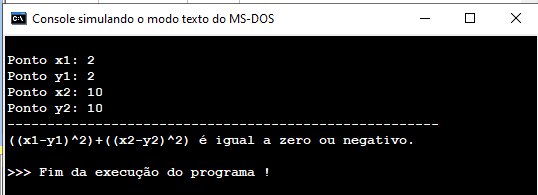 Console simulando o modo texto do MS-DOS
Ponto x1: 2
Ponto y1: 2
Ponto x2: 10
Ponto y2: 10
------------------------------------------------------
((x1-y1)^2)+((x2-y2)^2) é igual a zero ou negativo.
>>> Fim da execução do programa !